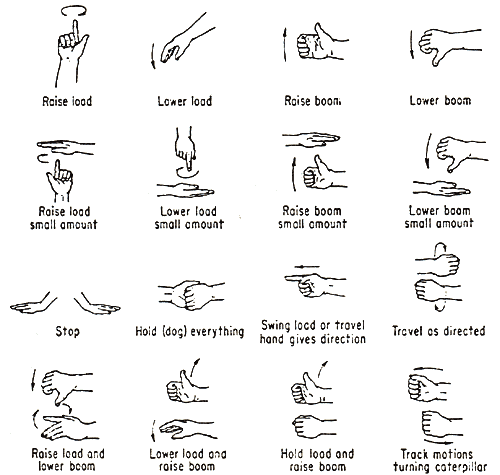 Raise load
Lower load
Raise boom
Lower boom
Raise load
small amount
Lower load
small amount
Raise boom
small amount
Lower boom
small amount
Stop
Hold (dog) everything
Swing load or travel
hand gives direction
Travel as directed
Raise load and
lower boom
Lower load and
raise boom
Hold load and
raise boom
Track motions
turning caterpillar